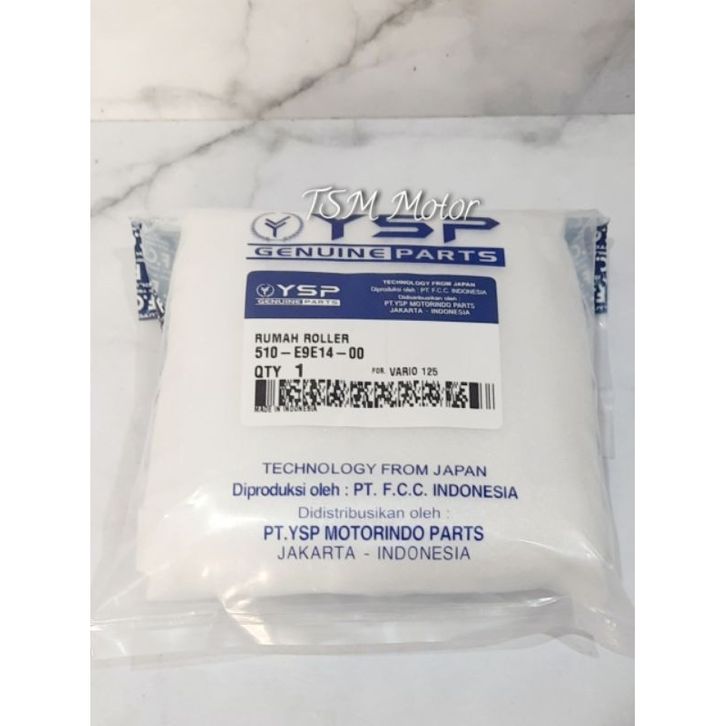 TSM Motor
YSP
GENUINE PARTS
YSP
GENUINE PARTS
TECHNOLOGY FROM JAPAN
Diproduksi oleh : PT. F.C.C. INDONESIA
Didistribusikan oleh :
PT.YSP MOTORINDO PARTS
JAKARTA - INDONESIA
RUMAH ROLLER
510-E9E14-00
QTY 1 FOR VARIO 125
MADE IN INDONESIA
TECHNOLOGY FROM JAPAN
Diproduksi oleh : PT. F.C.C. INDONESIA
Didistribusikan oleh :
PT.YSP MOTORINDO PARTS
JAKARTA - INDONESIA